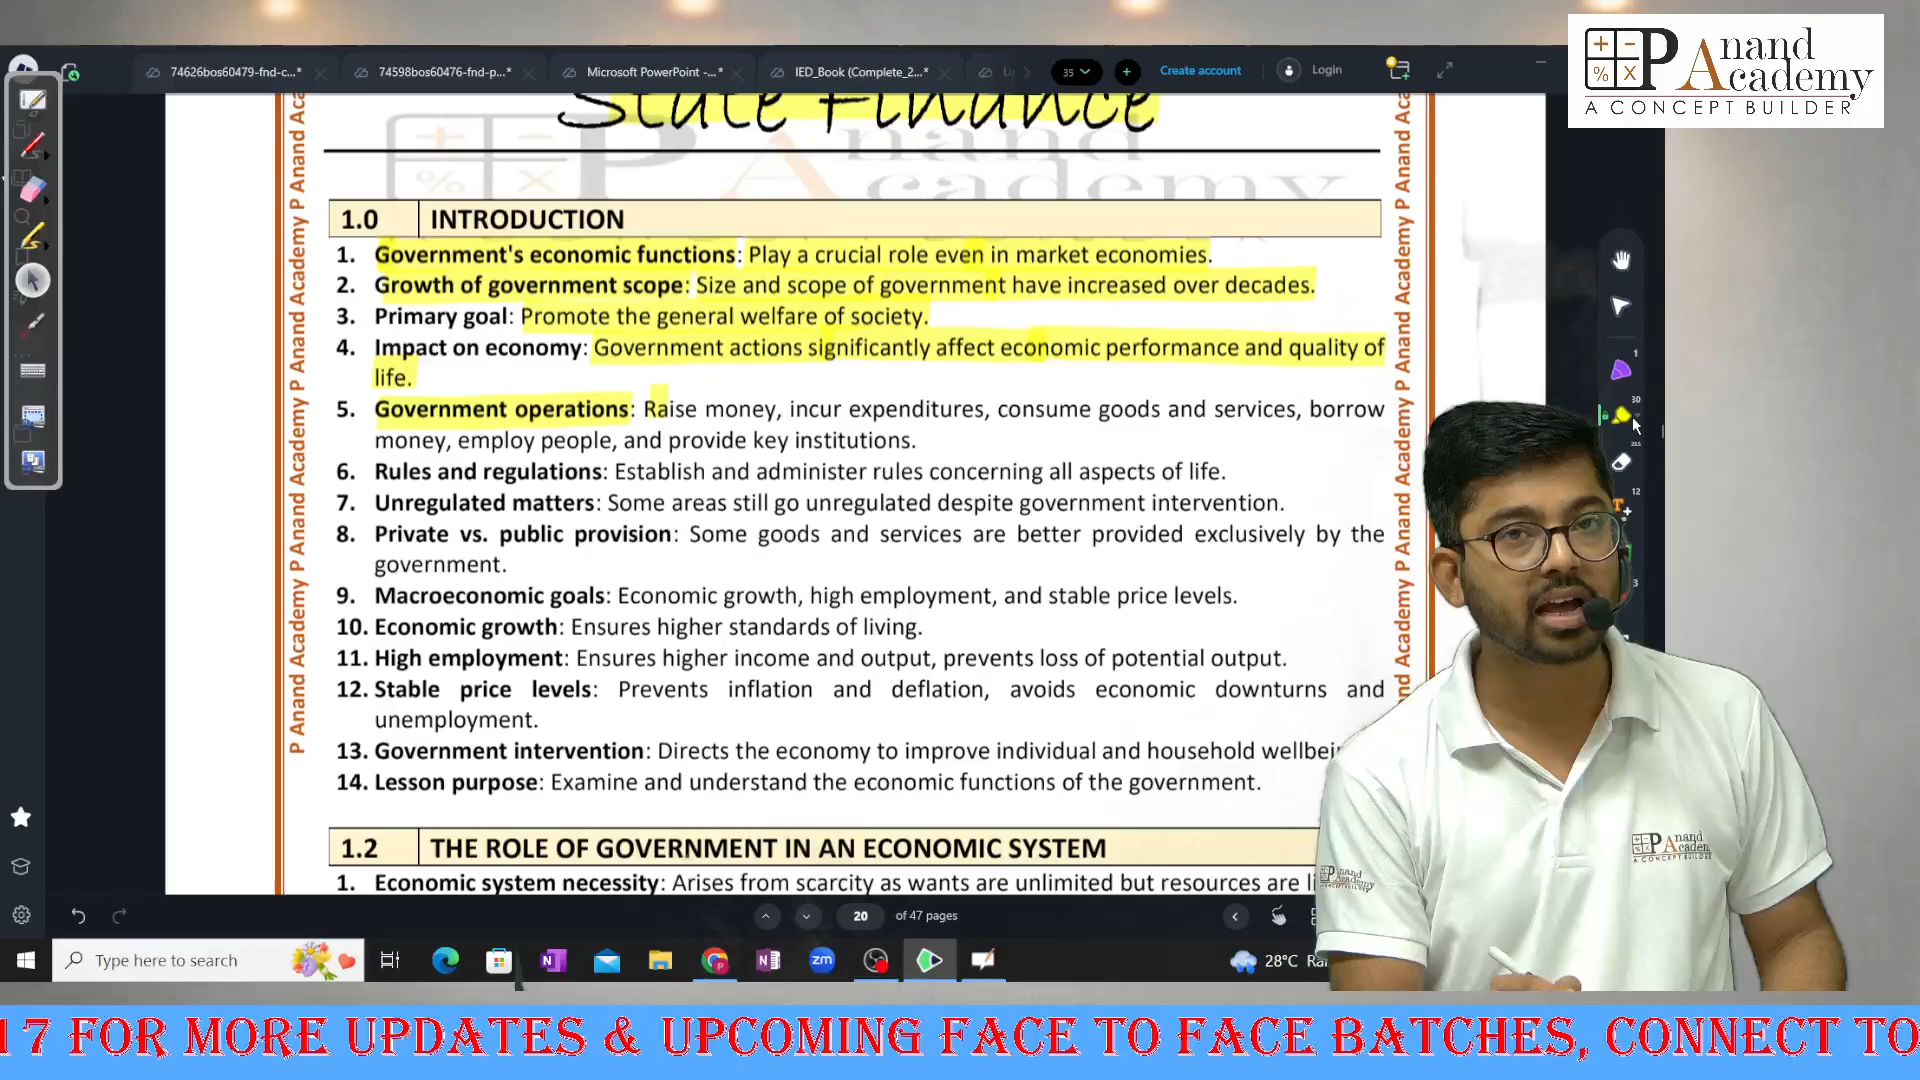 P Anand
Academy
A CONCEPT BUILDER
74626bos60479-fnd-c...*
74598bos60476-fnd-p...*
Microsoft PowerPoint -...*
IED_Book (Complete_2...*
35
Create account
Login
State Finance
1.0 INTRODUCTION
1. Government's economic functions: Play a crucial role even in market economies.
2. Growth of government scope: Size and scope of government have increased over decades.
3. Primary goal: Promote the general welfare of society.
4. Impact on economy: Government actions significantly affect economic performance and quality of
life.
5. Government operations: Raise money, incur expenditures, consume goods and services, borrow
money, employ people, and provide key institutions.
6. Rules and regulations: Establish and administer rules concerning all aspects of life.
7. Unregulated matters: Some areas still go unregulated despite government intervention.
8. Private vs. public provision: Some goods and services are better provided exclusively by the
government.
9. Macroeconomic goals: Economic growth, high employment, and stable price levels.
10. Economic growth: Ensures higher standards of living.
11. High employment: Ensures higher income and output, prevents loss of potential output.
12. Stable price levels: Prevents inflation and deflation, avoids economic downturns and
unemployment.
13. Government intervention: Directs the economy to improve individual and household wellbei
14. Lesson purpose: Examine and understand the economic functions of the government.
1.2 THE ROLE OF GOVERNMENT IN AN ECONOMIC SYSTEM
1. Economic system necessity: Arises from scarcity as wants are unlimited but resources are li
P Anand Academy P Anand Academy P Anand Academy P Anand Academy P Anand Aca
20 of 47 pages
Type here to search
28°C
17 FOR MORE UPDATES & UPCOMING FACE TO FACE BATCHES, CONNECT TO